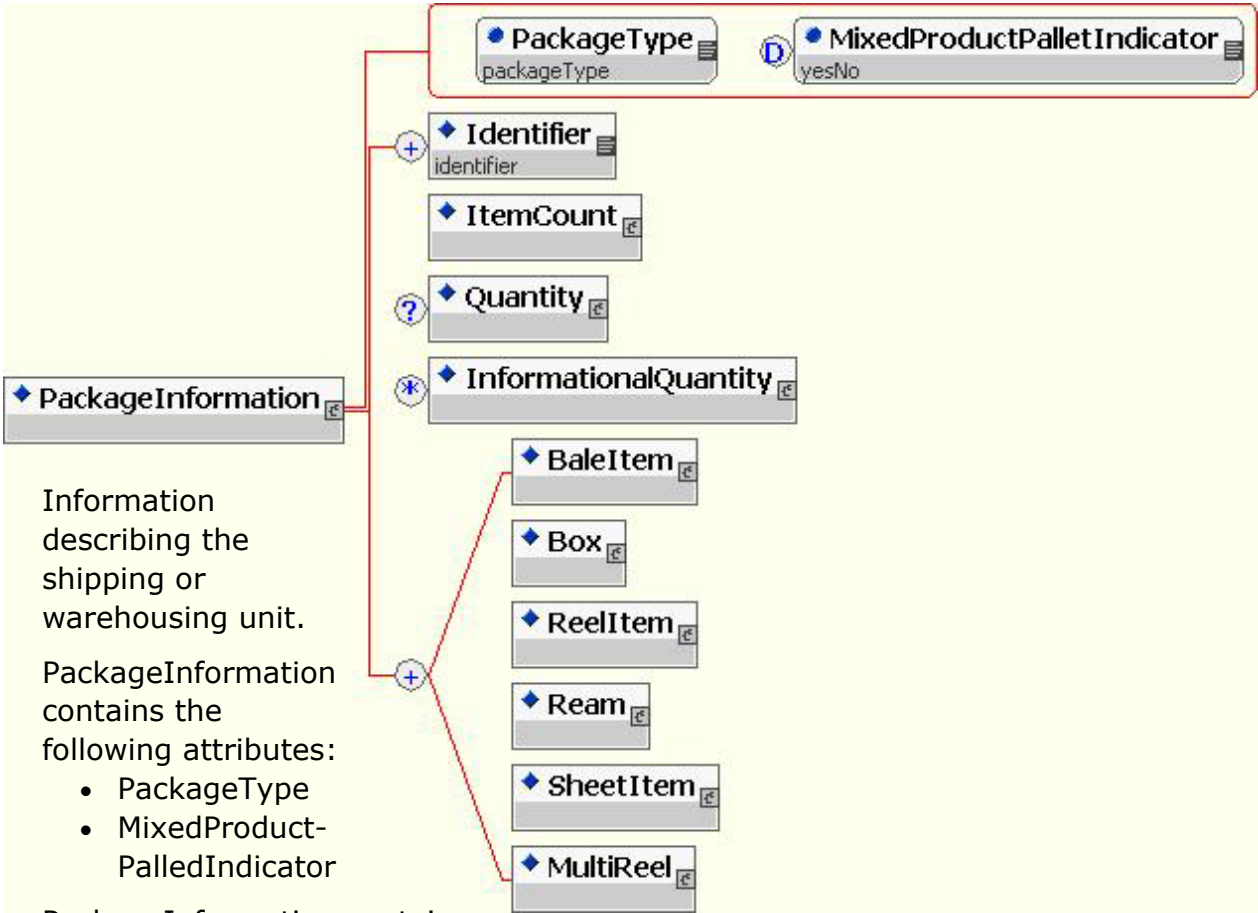 PackageType
packageType
D
MixedProductPalletIndicator
yesNo
+
Identifier
identifier
ItemCount
?
Quantity
*
InformationalQuantity
PackageInformation
BaleItem
Box
ReelItem
+
Ream
SheetItem
MultiReel
Information
describing the
shipping or
warehousing unit.
PackageInformation
contains the
following attributes:
• PackageType
• MixedProduct-
PalledIndicator